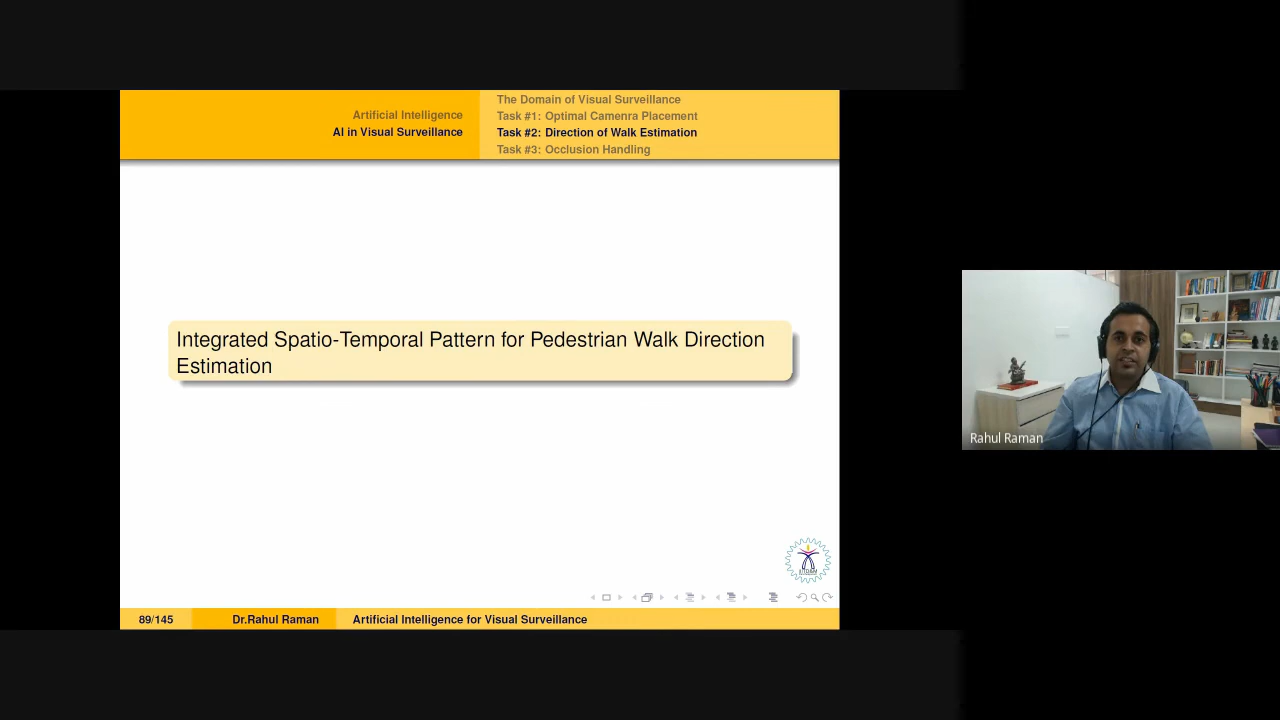 Artificial Intelligence
AI in Visual Surveillance
The Domain of Visual Surveillance
Task #1: Optimal Camenra Placement
Task #2: Direction of Walk Estimation
Task #3: Occlusion Handling
Integrated Spatio-Temporal Pattern for Pedestrian Walk Direction
Estimation
Rahul Raman
89/145
Dr.Rahul Raman
Artificial Intelligence for Visual Surveillance